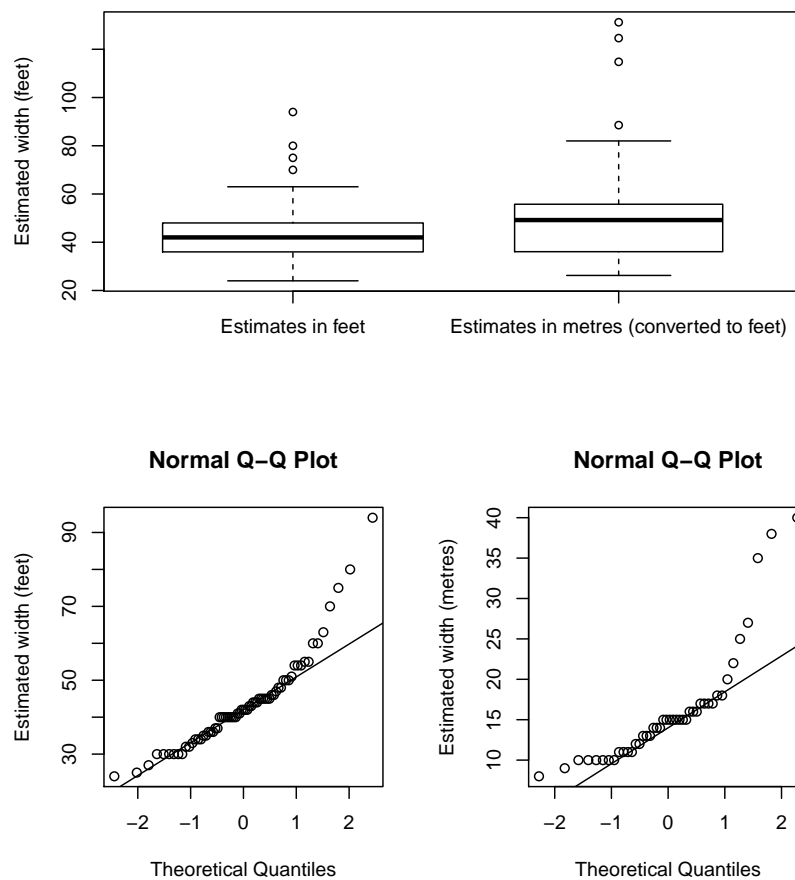 Estimated width (feet)
20 40 60 80 100
Estimates in feet
Estimates in metres (converted to feet)
Normal Q−Q Plot
Estimated width (feet)
30 50 70 90
−2 −1 0 1 2
Theoretical Quantiles
Normal Q−Q Plot
Estimated width (metres)
10 15 20 25 30 35 40
−2 −1 0 1 2
Theoretical Quantiles